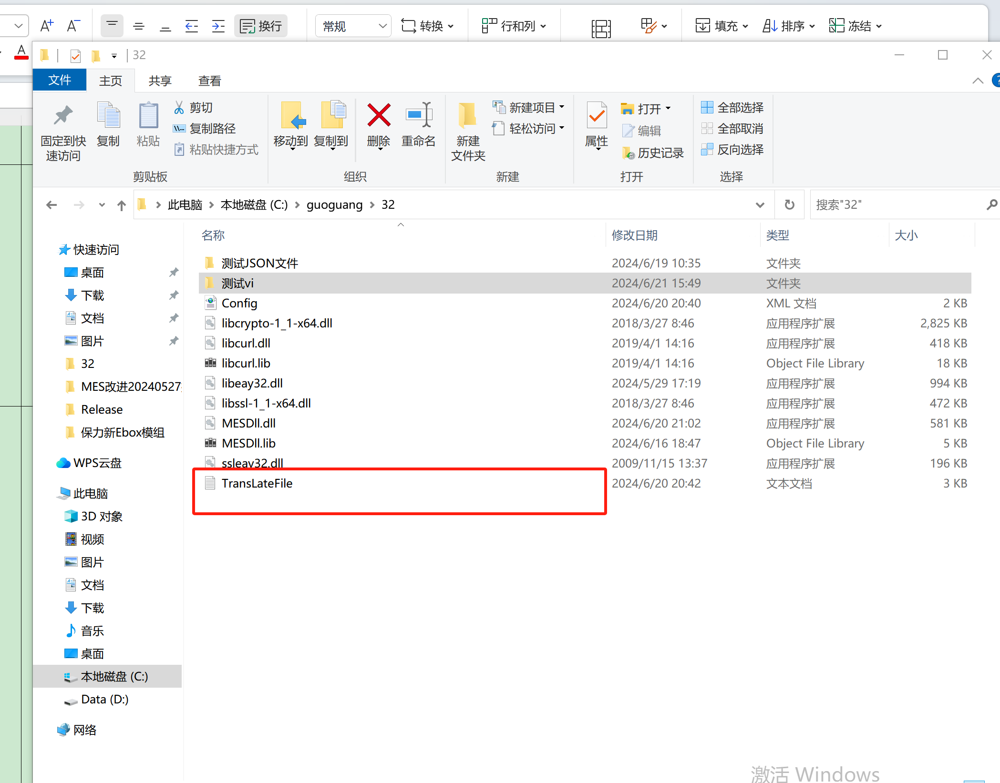 A+ A− 换行 常规 转换 行和列 填充 排序 冻结
A
32
文件 主页 共享 查看
固定到快速访问
复制
粘贴
剪切
复制路径
粘贴快捷方式
剪贴板
移动到
复制到
删除
重命名
组织
新建文件夹
新建项目
轻松访问
新建
属性
打开
编辑
历史记录
打开
全部选择
全部取消
反向选择
选择
此电脑 > 本地磁盘 (C:) > guoguang > 32
搜索"32"
快速访问
桌面
下载
文档
图片
32
MES改进20240527
Release
保力新Ebox模组
WPS云盘
此电脑
3D 对象
视频
图片
文档
下载
音乐
桌面
本地磁盘 (C:)
Data (D:)
网络
名称 修改日期 类型 大小
测试JSON文件 2024/6/19 10:35 文件夹
测试vi 2024/6/21 15:49 文件夹
Config 2024/6/20 20:40 XML 文档 2 KB
libcrypto-1_1-x64.dll 2018/3/27 8:46 应用程序扩展 2,825 KB
libcurl.dll 2019/4/1 14:16 应用程序扩展 418 KB
libcurl.lib 2019/4/1 14:16 Object File Library 18 KB
libeay32.dll 2024/5/29 17:19 应用程序扩展 994 KB
libssl-1_1-x64.dll 2018/3/27 8:46 应用程序扩展 472 KB
MESDll.dll 2024/6/20 21:02 应用程序扩展 581 KB
MESDll.lib 2024/6/16 18:47 Object File Library 5 KB
ssleay32.dll 2009/11/15 13:37 应用程序扩展 196 KB
TransLateFile 2024/6/20 20:42 文本文档 3 KB
激活 Windows